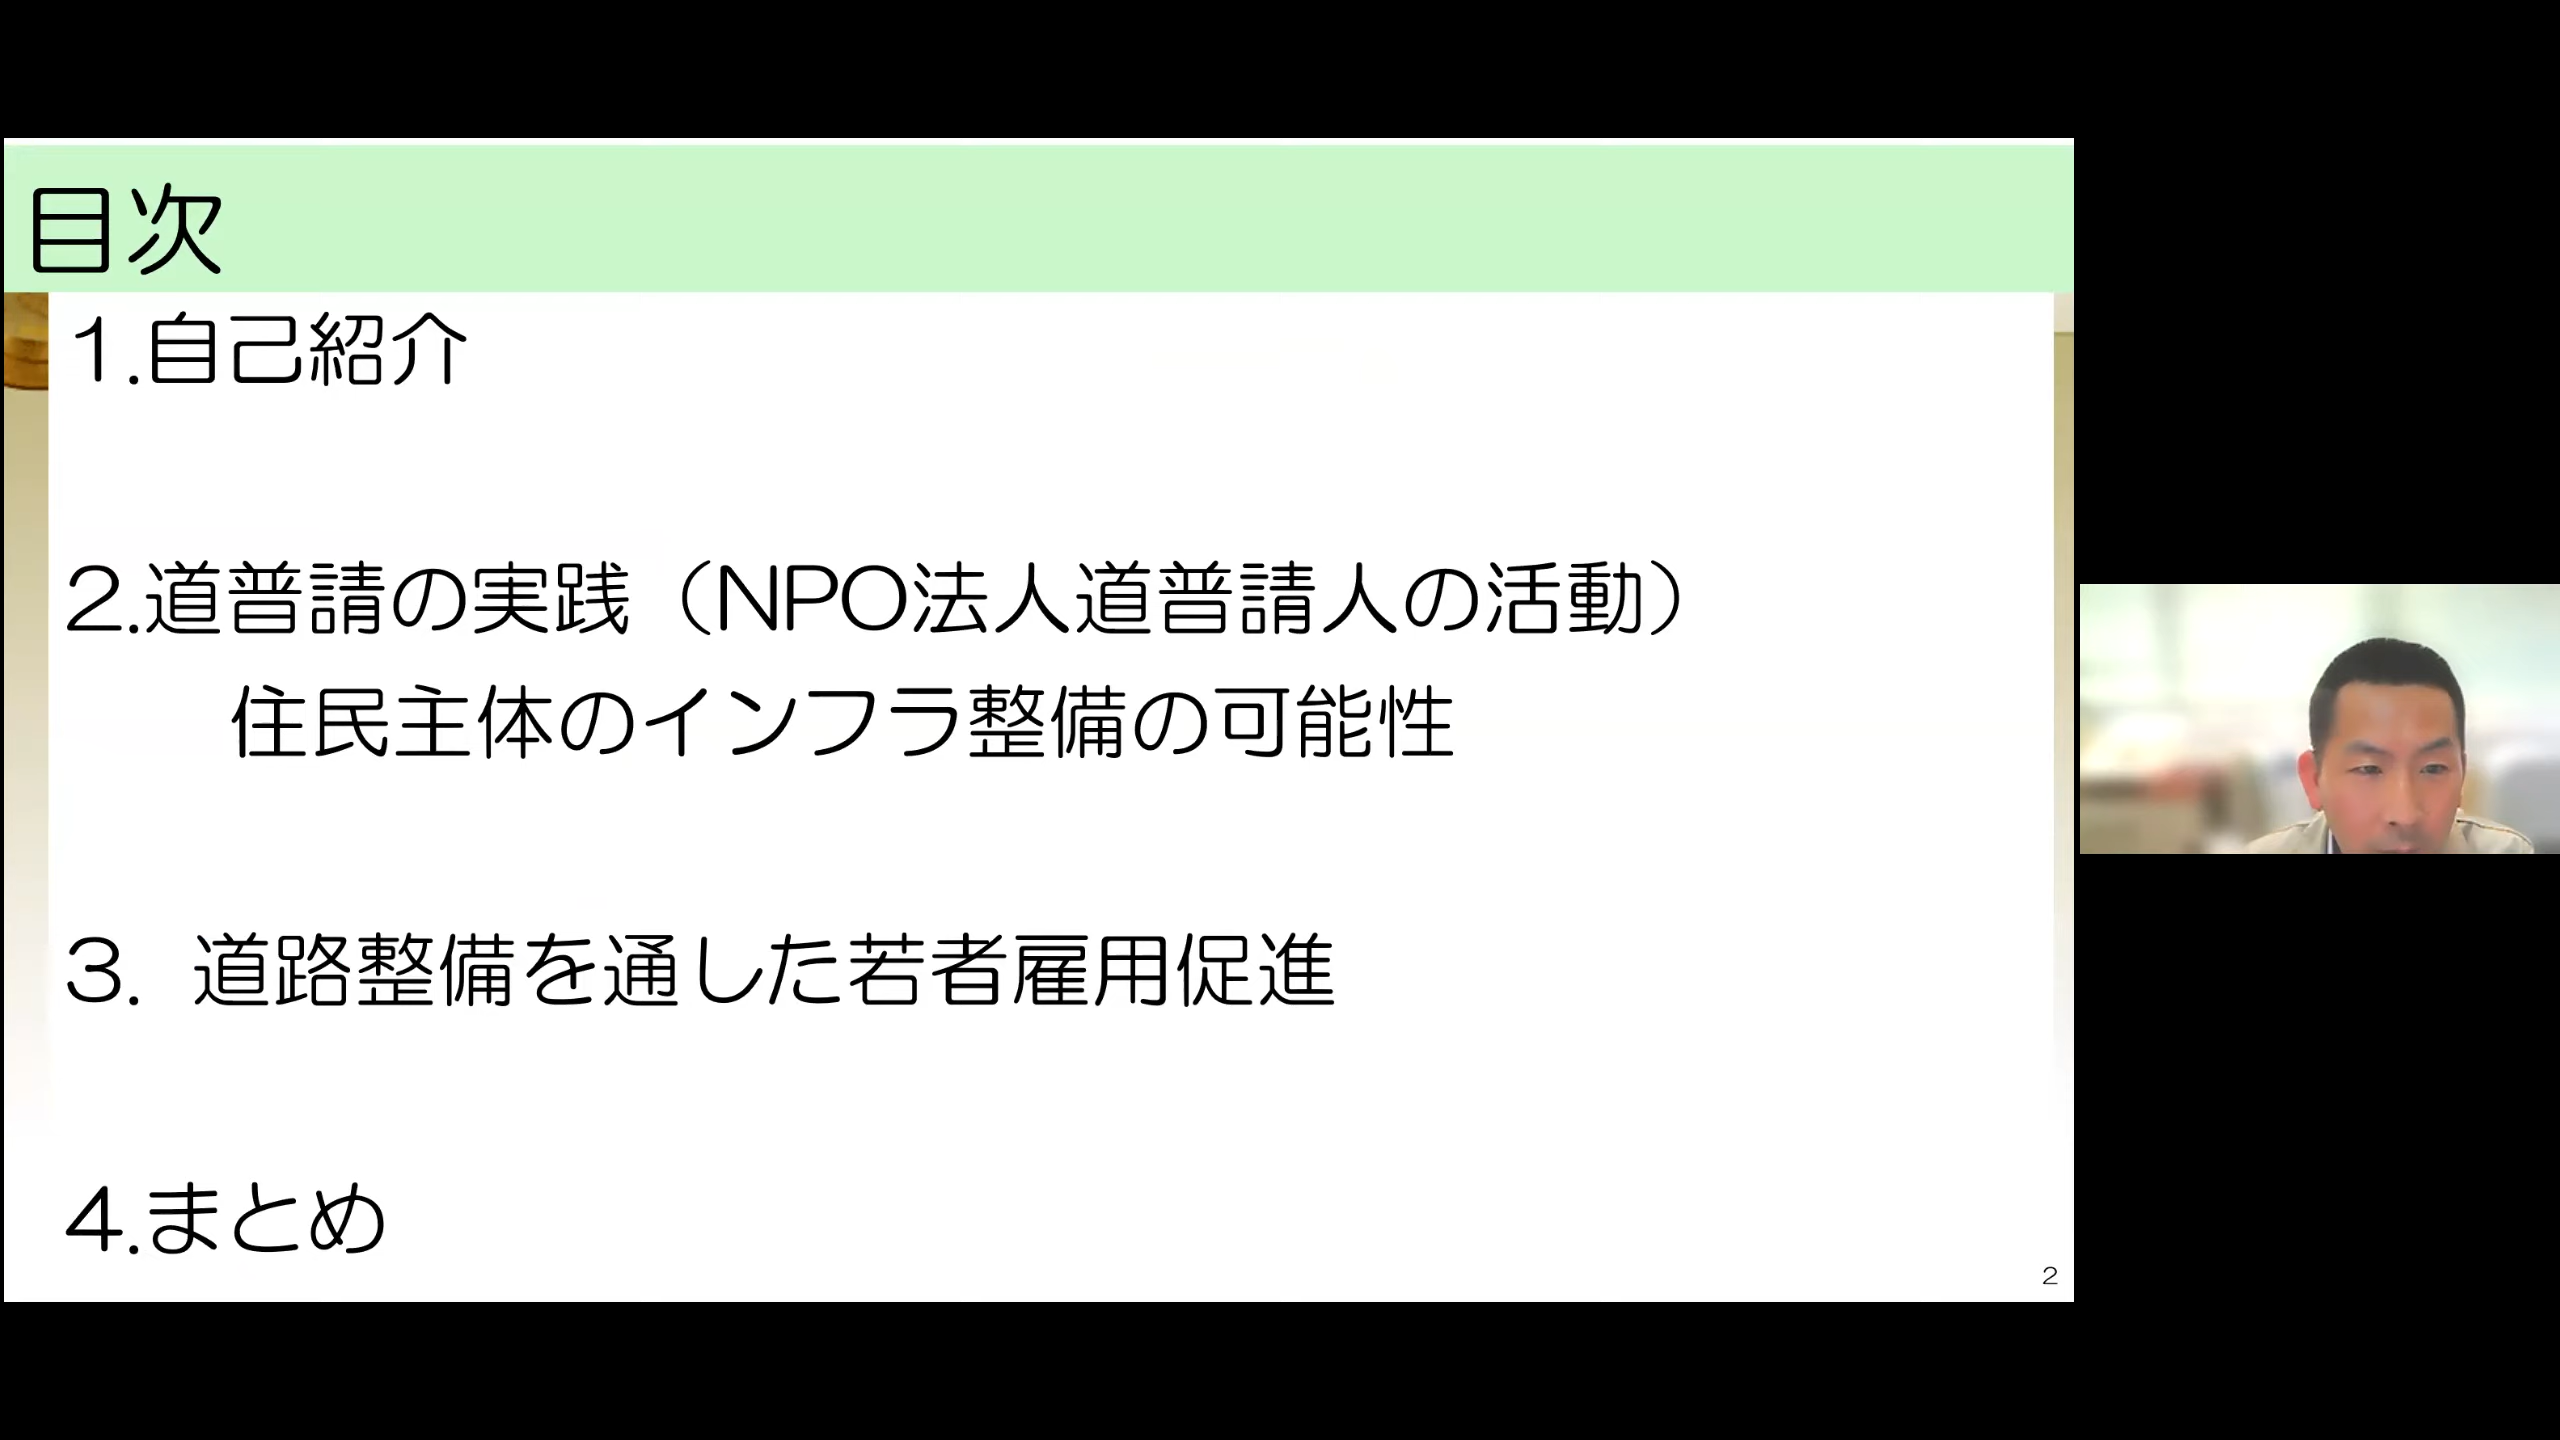 目次
1.自己紹介
2.道普請の実践（NPO法人道普請人の活動）
住民主体のインフラ整備の可能性
3. 道路整備を通した若者雇用促進
4.まとめ
2